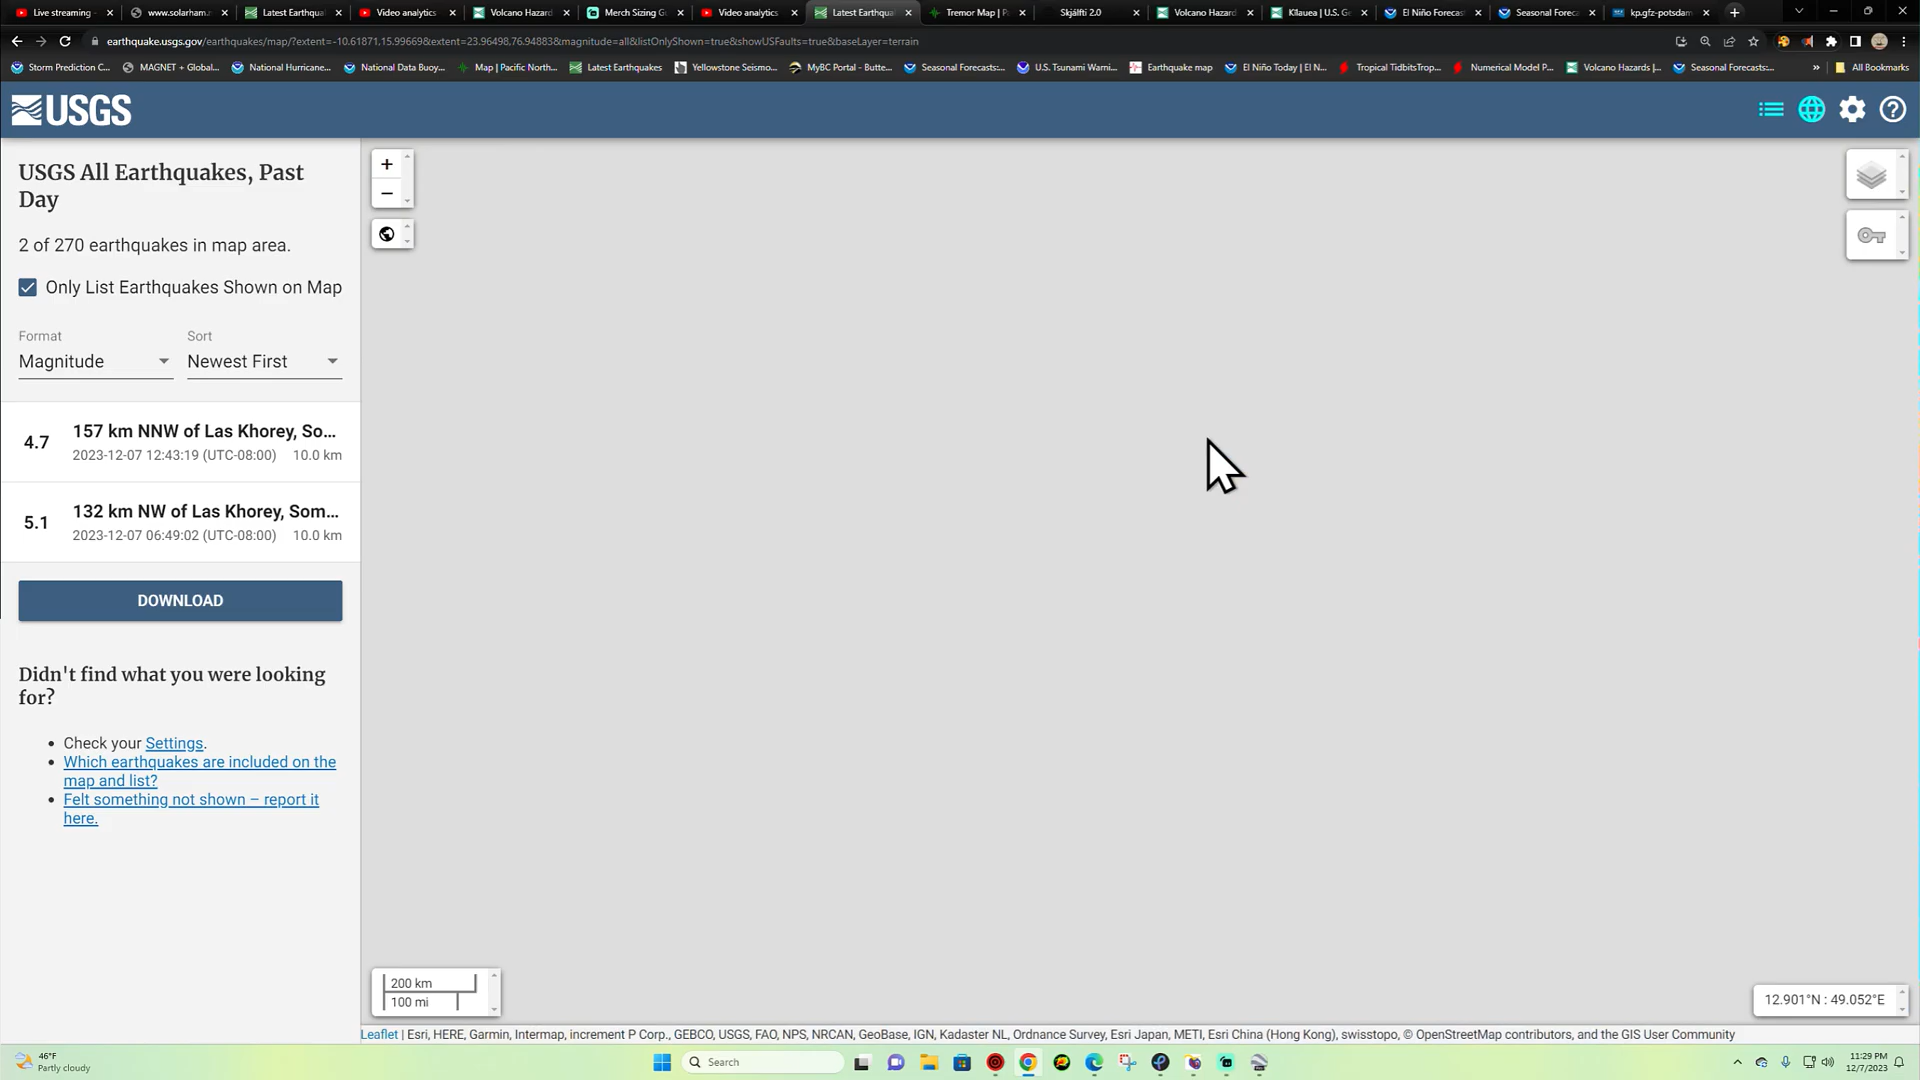 Live streaming -
www.solarham.n
Latest Earthqual
Video analytics
Volcano Hazard
Merch Sizing Gu
Video analytics
Latest Earthqua
Tremor Map | P
Skjálfti 2.0
Volcano Hazard
Kīlauea | U.S. Ge
El Niño Forecast
Seasonal Foreca
kp.gfz-potsdam
earthquake.usgs.gov/earthquakes/map/?extent=-10.61871,15.99669&extent=23.96498,76.94883&magnitude=all&listOnlyShown=true&showUSFaults=true&baseLayer=terrain
Storm Prediction C...
MAGNET + Global...
National Hurricane...
National Data Buoy...
Map | Pacific North...
Latest Earthquakes
Yellowstone Seismo...
MyBC Portal - Butte...
Seasonal Forecasts:...
U.S. Tsunami Warni...
Earthquake map
El Niño Today | El N...
Tropical TidbitsTrop...
Numerical Model P...
Volcano Hazards |...
Seasonal Forecasts:...
» All Bookmarks
USGS
USGS All Earthquakes, Past
Day
2 of 270 earthquakes in map area.
Only List Earthquakes Shown on Map
Format Sort
Magnitude Newest First
4.7 157 km NNW of Las Khorey, So...
2023-12-07 12:43:19 (UTC-08:00) 10.0 km
5.1 132 km NW of Las Khorey, Som...
2023-12-07 06:49:02 (UTC-08:00) 10.0 km
DOWNLOAD
Didn't find what you were looking
for?
• Check your Settings.
• Which earthquakes are included on the
map and list?
• Felt something not shown – report it
here.
+
−
200 km
100 mi
12.901°N : 49.052°E
Leaflet | Esri, HERE, Garmin, Intermap, increment P Corp., GEBCO, USGS, FAO, NPS, NRCAN, GeoBase, IGN, Kadaster NL, Ordnance Survey, Esri Japan, METI, Esri China (Hong Kong), swisstopo, © OpenStreetMap contributors, and the GIS User Community
46°F
Partly cloudy
Search
11:29 PM
12/7/2023